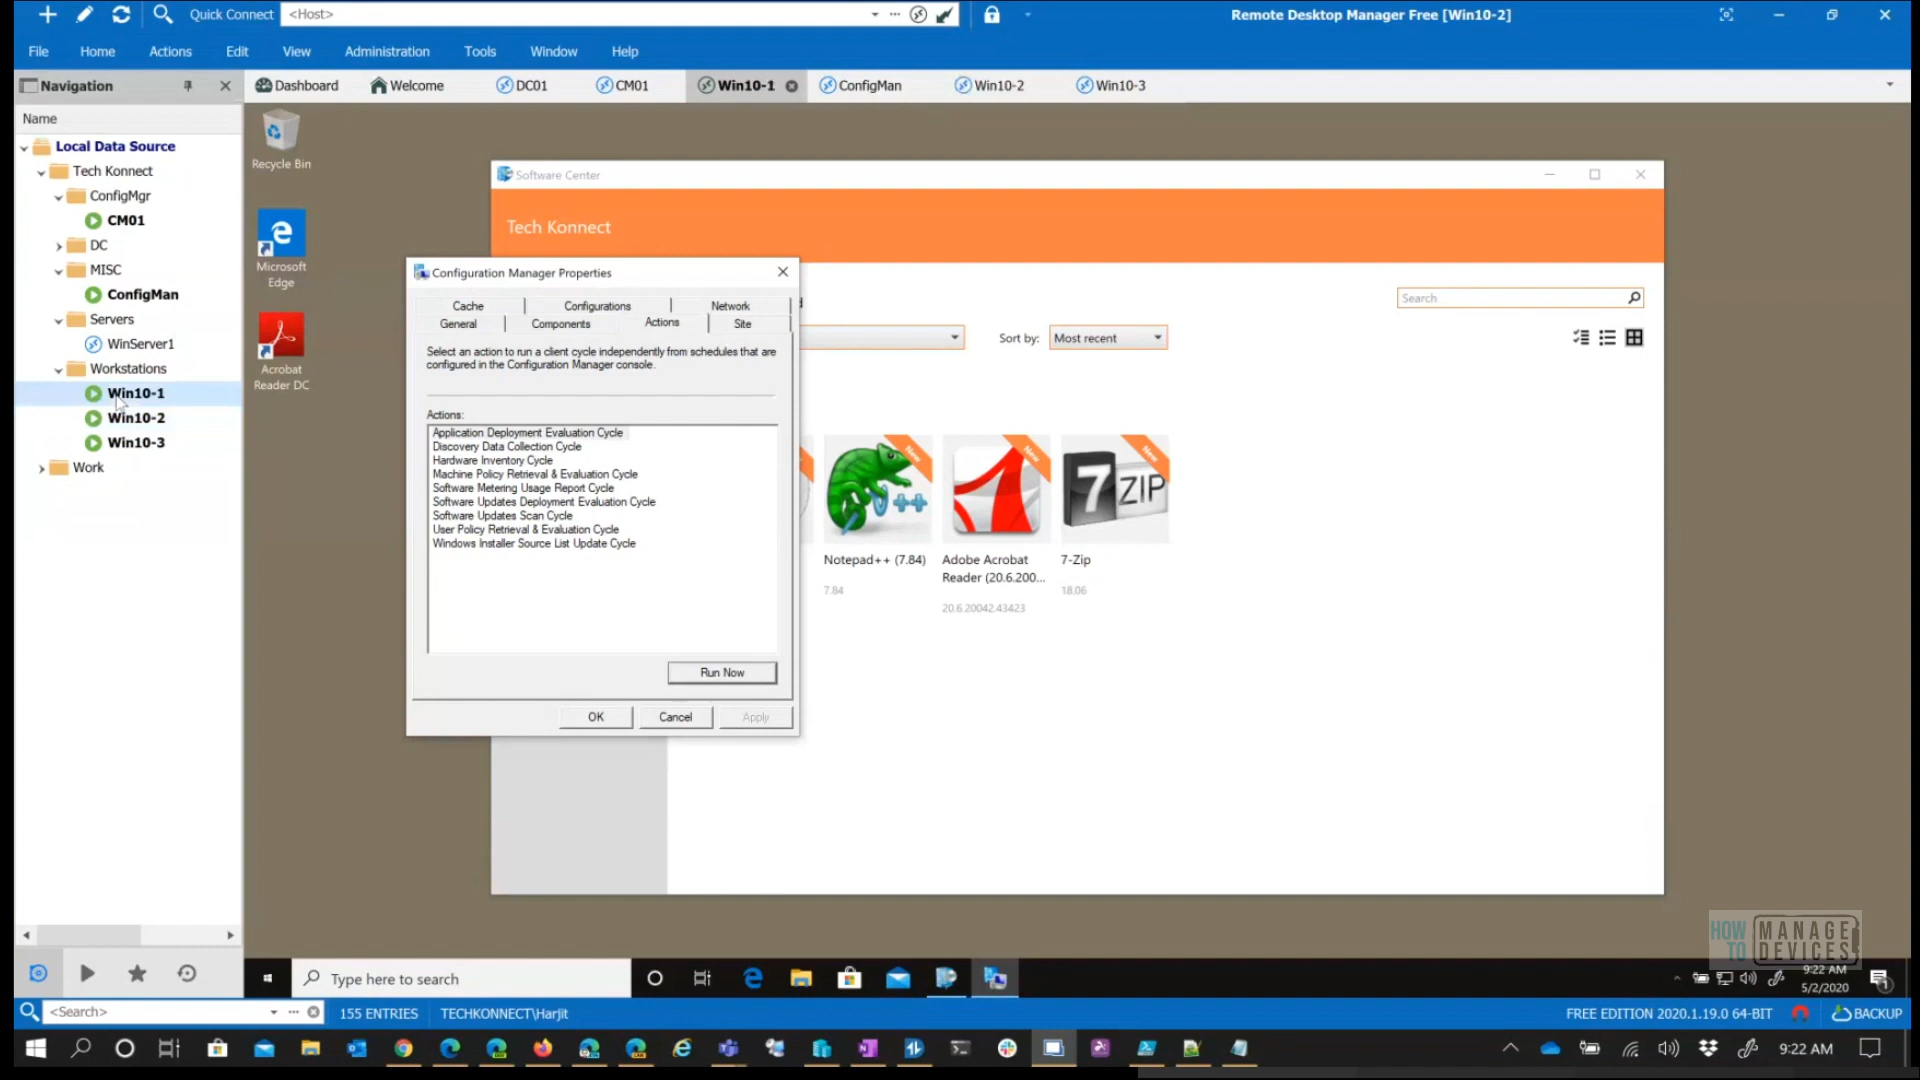 Quick Connect
<Host>
Remote Desktop Manager Free [Win10-2]
File Home Actions Edit View Administration Tools Window Help
Navigation
Dashboard Welcome DC01 CM01 Win10-1 ConfigMan Win10-2 Win10-3
Name
Local Data Source
Tech Konnect
ConfigMgr
CM01
DC
MISC
ConfigMan
Servers
WinServer1
Workstations
Win10-1
Win10-2
Win10-3
Work
Recycle Bin
Microsoft
Edge
Acrobat
Reader DC
Software Center
Tech Konnect
Configuration Manager Properties
Cache Configurations Network
General Components Actions Site
Select an action to run a client cycle independently from schedules that are
configured in the Configuration Manager console.
Actions:
Application Deployment Evaluation Cycle
Discovery Data Collection Cycle
Hardware Inventory Cycle
Machine Policy Retrieval & Evaluation Cycle
Software Metering Usage Report Cycle
Software Updates Deployment Evaluation Cycle
Software Updates Scan Cycle
User Policy Retrieval & Evaluation Cycle
Windows Installer Source List Update Cycle
Run Now
OK Cancel Apply
Search
Sort by: Most recent
New
New
New
7 ZIP
Notepad++ (7.84)
7.84
Adobe Acrobat
Reader (20.6.200...
20.6.20042.43423
7-Zip
18.06
HOW TO MANAGE DEVICES
Type here to search
9:22 AM
5/2/2020
<Search>
155 ENTRIES
TECHKONNECT\Harjit
FREE EDITION 2020.1.19.0 64-BIT
BACKUP
9:22 AM